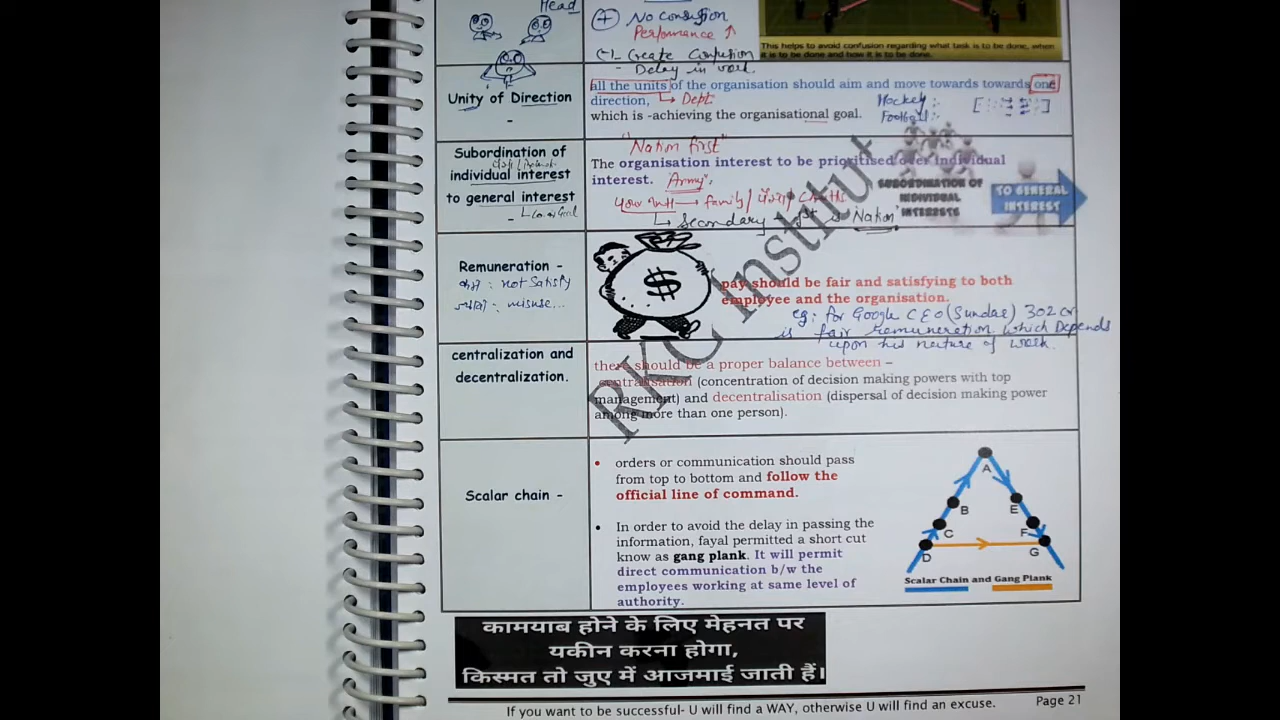 Head
+ No confusion
Performance ↑
(-) Create Confusion
- Delay in work.
This helps to avoid confusion regarding what task is to be done, when
it is to be done and how it is to be done.
Unity of Direction
-
all the units of the organisation should aim and move towards towards one
direction, ↳ Dept
which is -achieving the organisational goal.
Hockey :-
Football :-
Subordination of
individual interest
to general interest
"Nation first"
The organisation interest to be prioritised over individual
interest. Army
family/
↳ Secondary 1st is Nation
SUBORDINATION OF
INDIVIDUAL
INTERESTS
TO GENERAL
INTEREST
Remuneration -
कम : not Satisfy
ज्यादा : misuse...
$
pay should be fair and satisfying to both
employee and the organisation.
eg: for Google CEO (Sundae) 302 cr
is fair remuneration which Depends
upon his nature of work.
centralization and
decentralization.
there should be a proper balance between –
centralisation (concentration of decision making powers with top
management) and decentralisation (dispersal of decision making power
among more than one person).
Scalar chain -
• orders or communication should pass
from top to bottom and follow the
official line of command.
• In order to avoid the delay in passing the
information, fayal permitted a short cut
know as gang plank. It will permit
direct communication b/w the
employees working at same level of
authority.
A
B
E
C
F
D
G
Scalar Chain and Gang Plank
RKC Institut
कामयाब होने के लिए मेहनत पर
यकीन करना होगा,
किस्मत तो जुए में आजमाई जाती हैं।
If you want to be successful- U will find a WAY, otherwise U will find an excuse.
Page 21